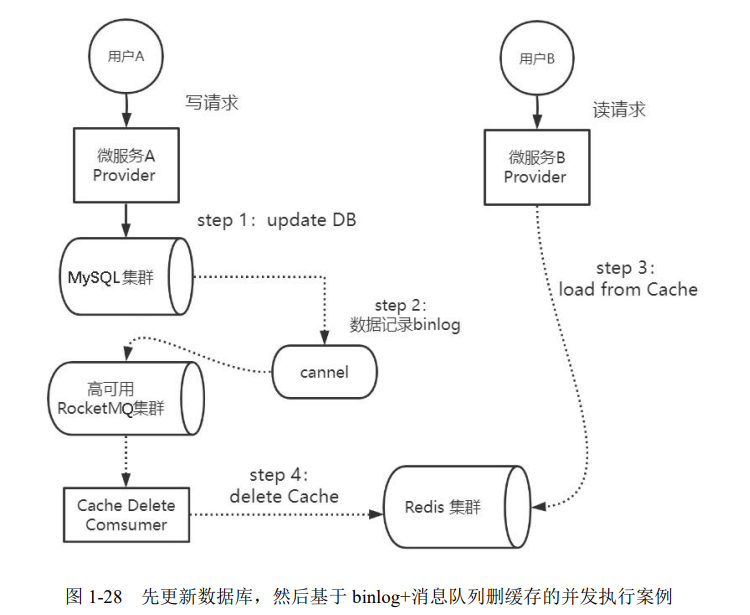 用户A
写请求
微服务A
Provider
step 1：update DB
MySQL 集群
step 2：
数据记录binlog
cannel
高可用
RocketMQ集群
Cache Delete
Comsumer
step 4：
delete Cache
用户B
读请求
微服务B
Provider
step 3：
load from Cache
Redis 集群
图 1-28 先更新数据库，然后基于 binlog+消息队列删缓存的并发执行案例